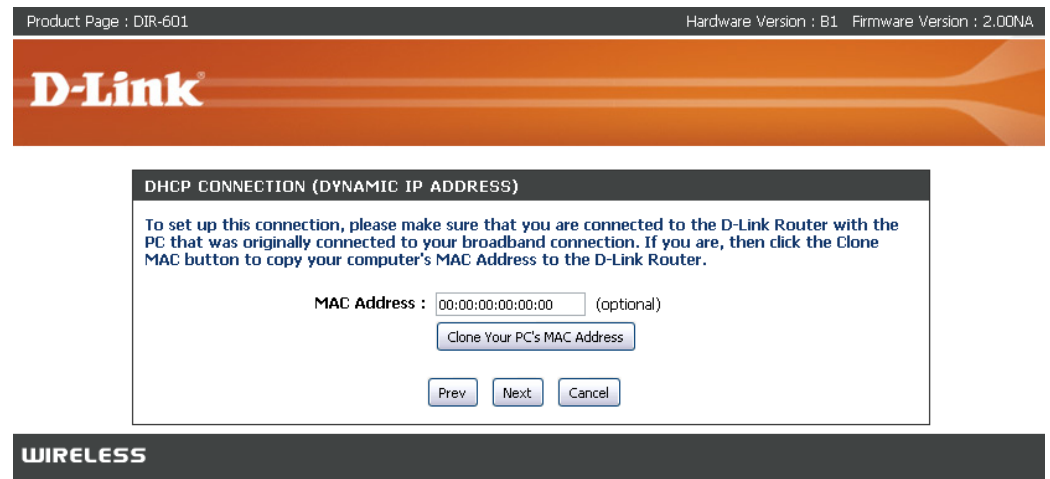 Product Page : DIR-601 Hardware Version : B1 Firmware Version : 2.00NA
D-Link®
DHCP CONNECTION (DYNAMIC IP ADDRESS)
To set up this connection, please make sure that you are connected to the D-Link Router with the
PC that was originally connected to your broadband connection. If you are, then click the Clone
MAC button to copy your computer's MAC Address to the D-Link Router.
MAC Address : 00:00:00:00:00:00 (optional)
Clone Your PC's MAC Address
Prev Next Cancel
WIRELESS